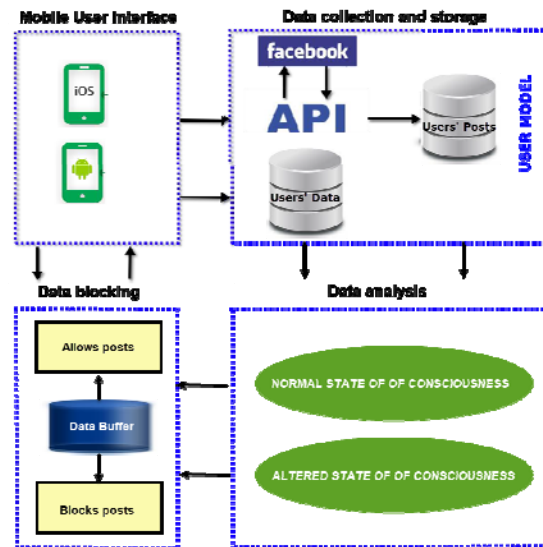 Mobile User Interface
Data collection and storage
facebook
iOS
API
Users' Posts
Users' Data
USER MODEL
Data blocking
Data analysis
Allows posts
NORMAL STATE OF OF CONSCIOUSNESS
Data Buffer
ALTERED STATE OF OF CONSCIOUSNESS
Blocks posts